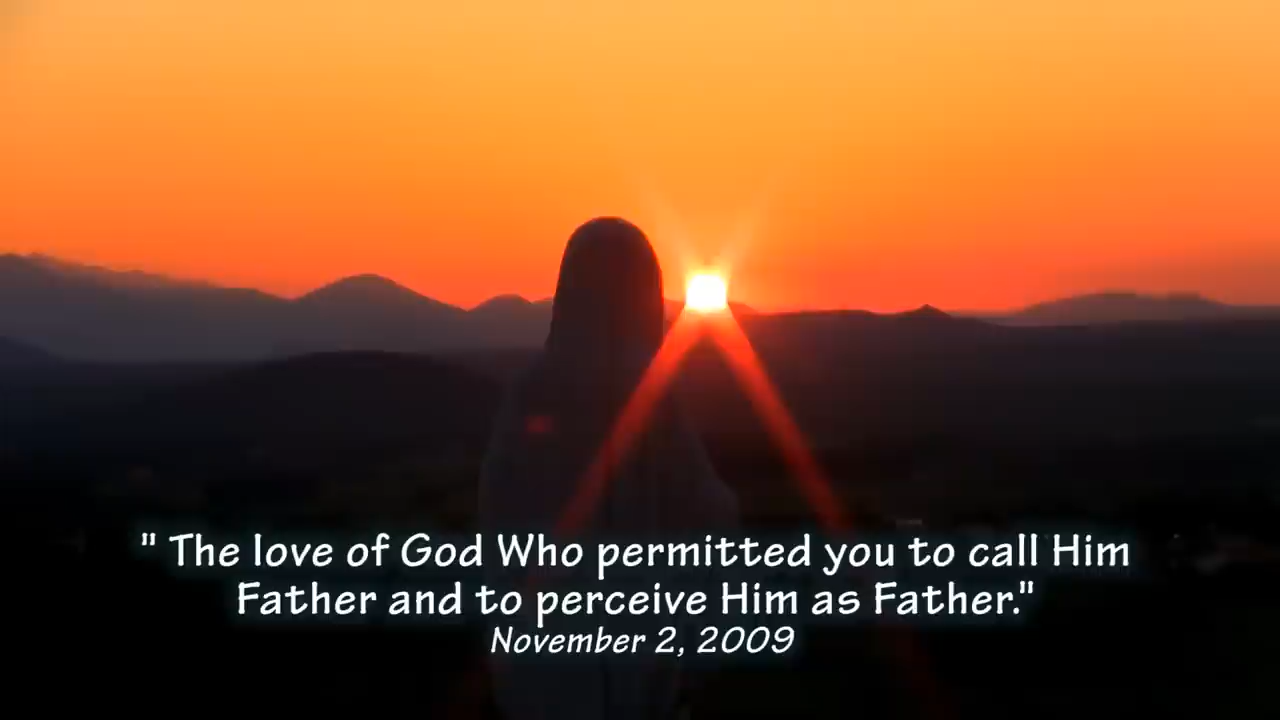 " The love of God Who permitted you to call Him
Father and to perceive Him as Father."
November 2, 2009